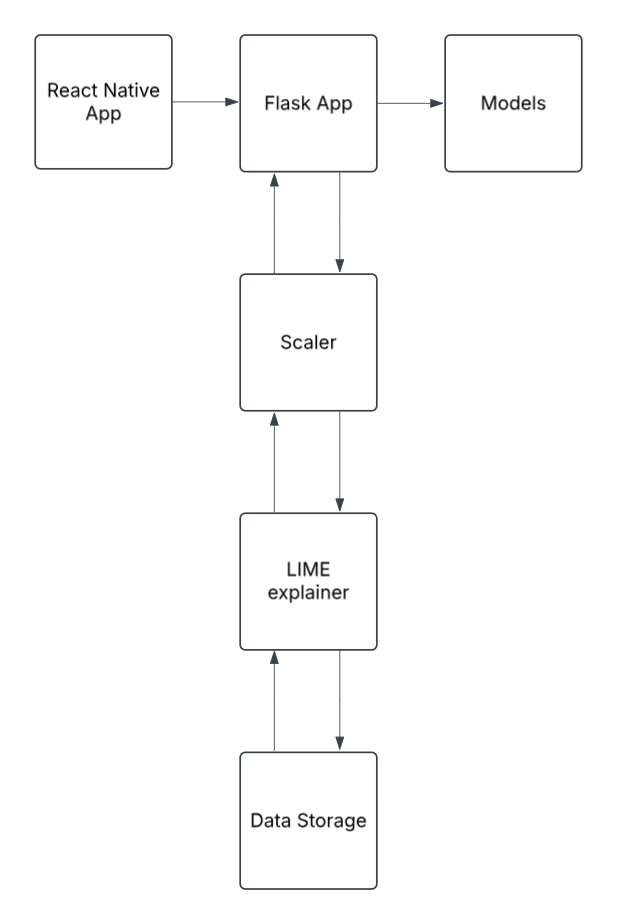 React Native
App
Flask App
Models
Scaler
LIME
explainer
Data Storage